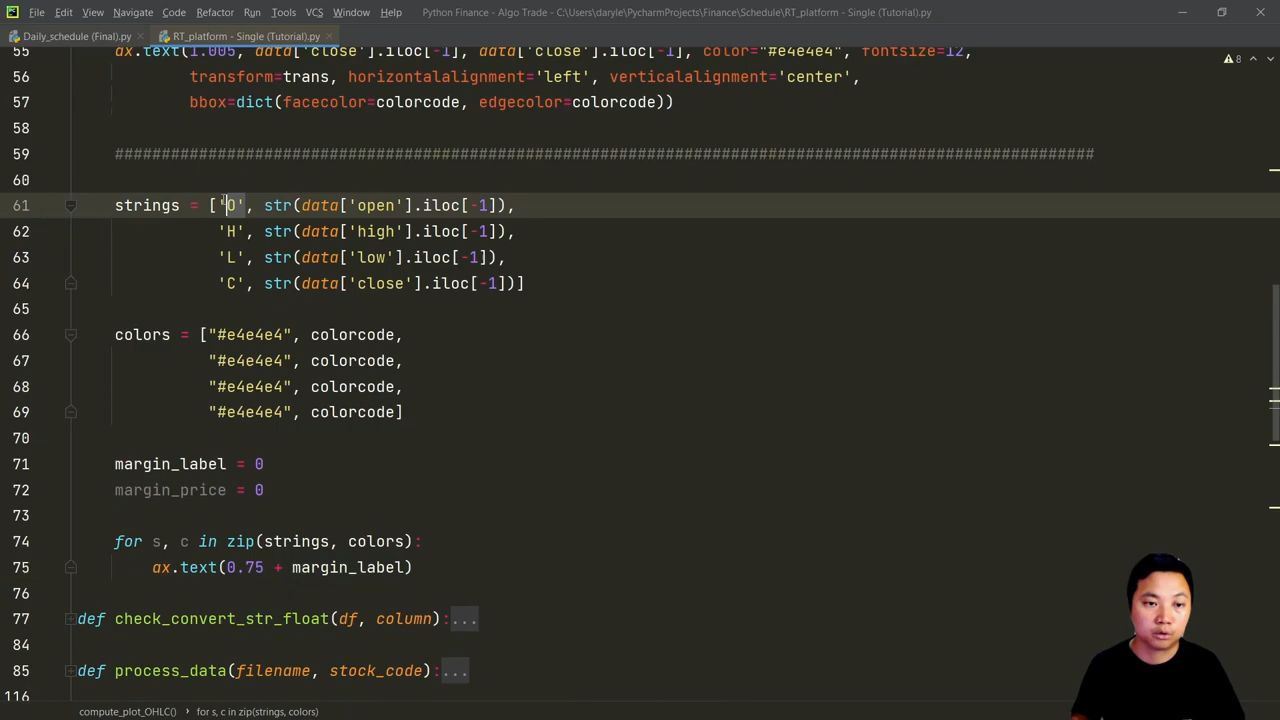 File Edit View Navigate Code Refactor Run Tools VCS Window Help Python Finance - Algo Trade - C:\Users\daryle\PycharmProjects\Finance\Schedule\RT_platform - Single (Tutorial).py
Daily_schedule (Final).py RT_platform - Single (Tutorial).py
8
55 ax.text(1.005, data['close'].iloc[-1], data['close'].iloc[-1], color="#e4e4e4", fontsize=12,
56 transform=trans, horizontalalignment='left', verticalalignment='center',
57 bbox=dict(facecolor=colorcode, edgecolor=colorcode))
58
59 #########################################################################################################
60
61 strings = ['O', str(data['open'].iloc[-1]),
62 'H', str(data['high'].iloc[-1]),
63 'L', str(data['low'].iloc[-1]),
64 'C', str(data['close'].iloc[-1])]
65
66 colors = ["#e4e4e4", colorcode,
67 "#e4e4e4", colorcode,
68 "#e4e4e4", colorcode,
69 "#e4e4e4", colorcode]
70
71 margin_label = 0
72 margin_price = 0
73
74 for s, c in zip(strings, colors):
75 ax.text(0.75 + margin_label)
76
77 def check_convert_str_float(df, column):...
84
85 def process_data(filename, stock_code):...
116
compute_plot_OHLC() for s, c in zip(strings, colors)